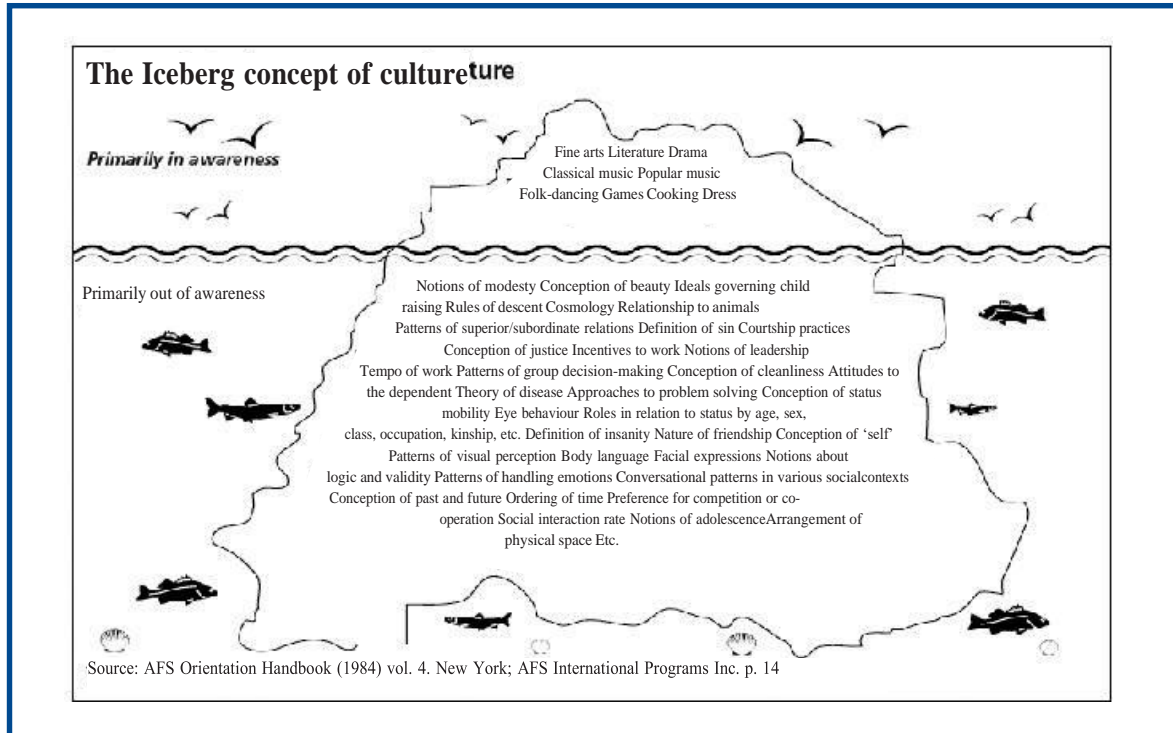 The Iceberg concept of culture ture
Primarily in awareness
Fine arts Literature Drama
Classical music Popular music
Folk-dancing Games Cooking Dress
Primarily out of awareness
Notions of modesty Conception of beauty Ideals governing child
raising Rules of descent Cosmology Relationship to animals
Patterns of superior/subordinate relations Definition of sin Courtship practices
Conception of justice Incentives to work Notions of leadership
Tempo of work Patterns of group decision-making Conception of cleanliness Attitudes to
the dependent Theory of disease Approaches to problem solving Conception of status
mobility Eye behaviour Roles in relation to status by age, sex,
class, occupation, kinship, etc. Definition of insanity Nature of friendship Conception of ‘self’
Patterns of visual perception Body language Facial expressions Notions about
logic and validity Patterns of handling emotions Conversational patterns in various socialcontexts
Conception of past and future Ordering of time Preference for competition or co-
operation Social interaction rate Notions of adolescenceArrangement of
physical space Etc.
Source: AFS Orientation Handbook (1984) vol. 4. New York; AFS International Programs Inc. p. 14